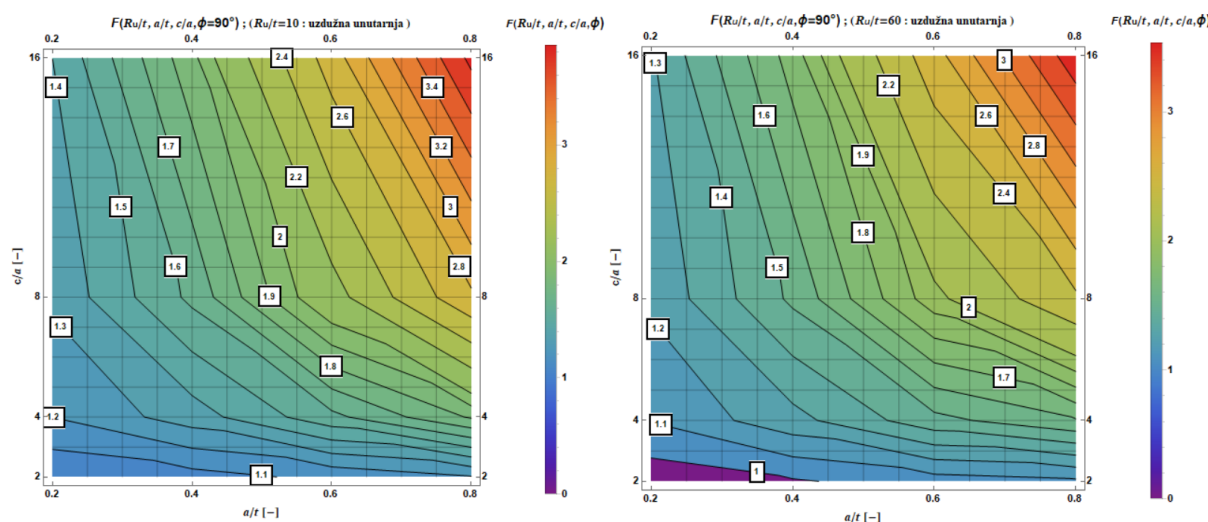 F(Ru/t, a/t, c/a,ϕ=90°) ; (Ru/t=10 : uzdužna unutarnja )
F(Ru/t, a/t, c/a,ϕ)
0.2 0.4 0.6 0.8
16 2.4 16
1.4 3.4
2.6
1.7 3.2
2.2
1.5 3
2
1.6 2.8
8 1.9 8
1.3
1.8
4 1.2 4
2 1.1 2
0.2 0.4 0.6 0.8
c/a [−]
a/t [−]
3
2
1
0
F(Ru/t, a/t, c/a,ϕ=90°) ; (Ru/t=60 : uzdužna unutarnja )
F(Ru/t, a/t, c/a,ϕ)
0.2 0.4 0.6 0.8
16 1.3 3 16
2.2
1.6 2.6
1.9 2.8
1.4 2.4
1.8
1.5
8 2 8
1.2
1.7
4 1.1 4
2 1 2
0.2 0.4 0.6 0.8
c/a [−]
a/t [−]
3
2
1
0